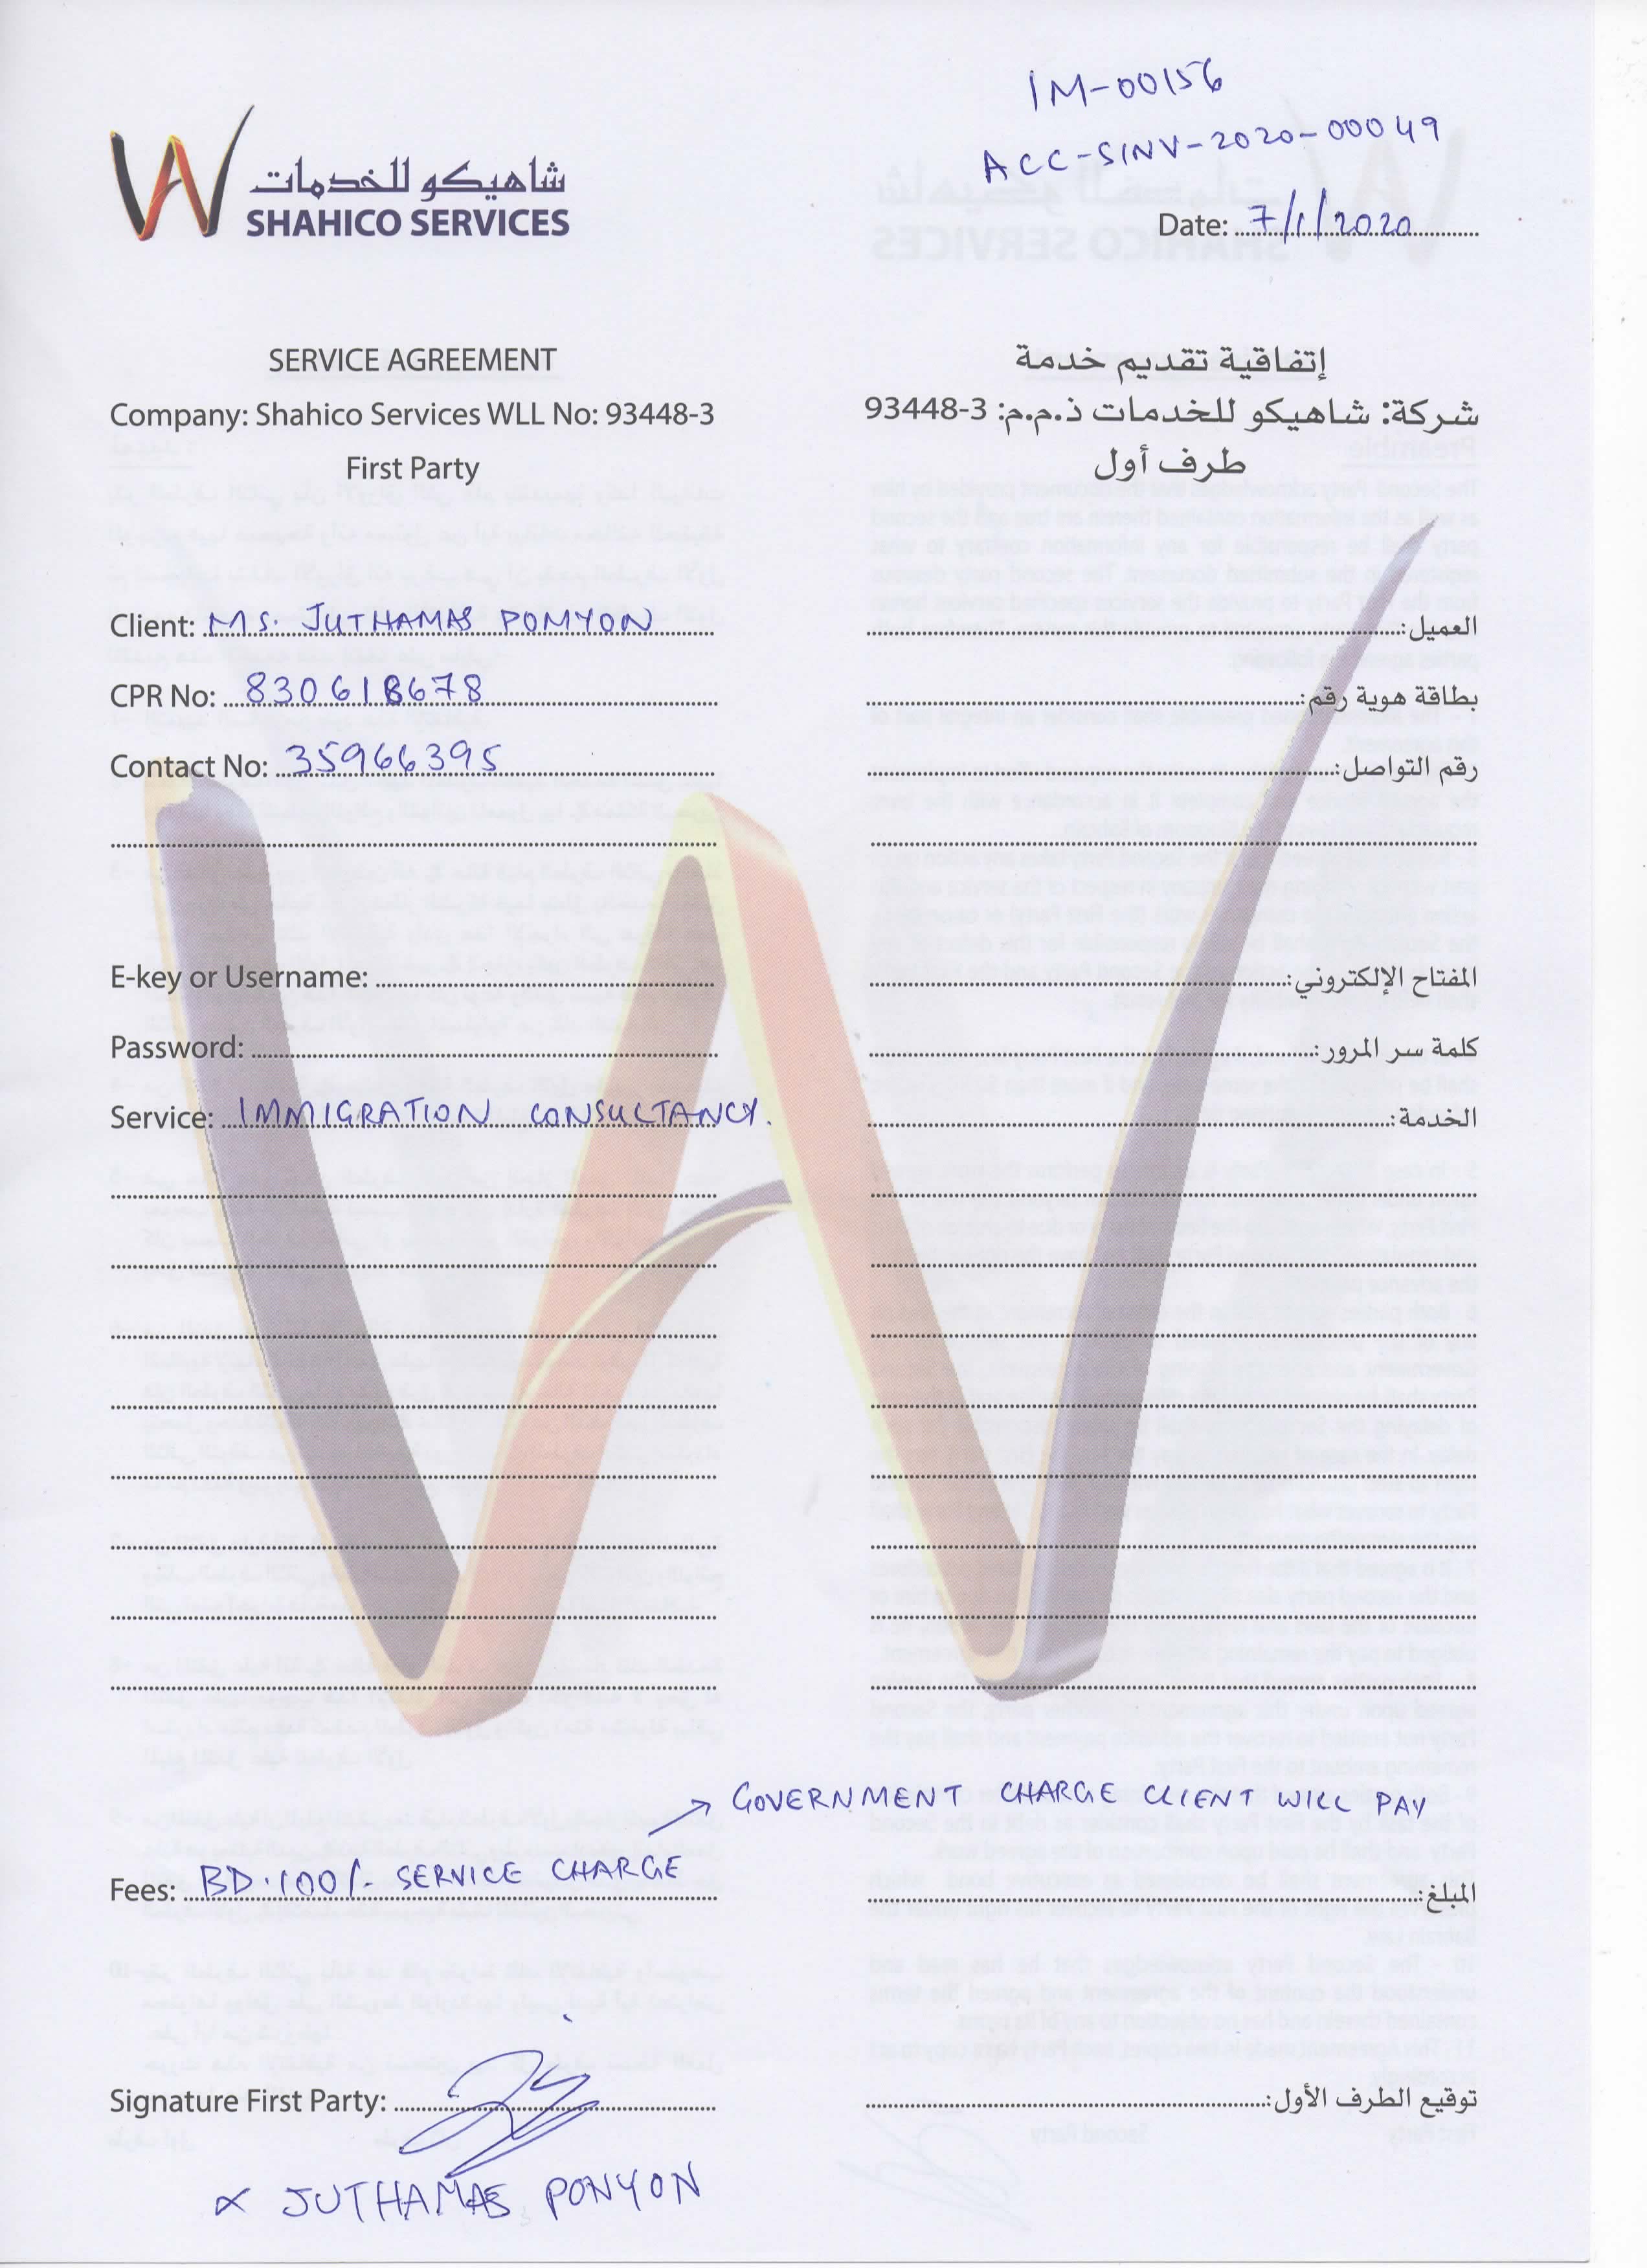 IM-00156
ACC-SINV-2020-00049
شاهيكو للخدمات
SHAHICO SERVICES
Date: 7/1/2020
SERVICE AGREEMENT
Company: Shahico Services WLL No: 93448-3
First Party
إتفاقية تقديم خدمة
شركة: شاهيكو للخدمات ذ.م.م: 3-93448
طرف أول
Client: MS. JUTHAMAS POMYON
العميل:
CPR No: 830618678
بطاقة هوية رقم:
Contact No: 35966395
رقم التواصل:
E-key or Username:
المفتاح الإلكتروني:
Password:
كلمة سر المرور:
Service: IMMIGRATION CONSULTANCY.
الخدمة:
GOVERNMENT CHARGE CLIENT WILL PAY
Fees: BD.100/- SERVICE CHARGE
المبلغ:
Signature First Party:
توقيع الطرف الأول:
JUTHAMAS PONYON